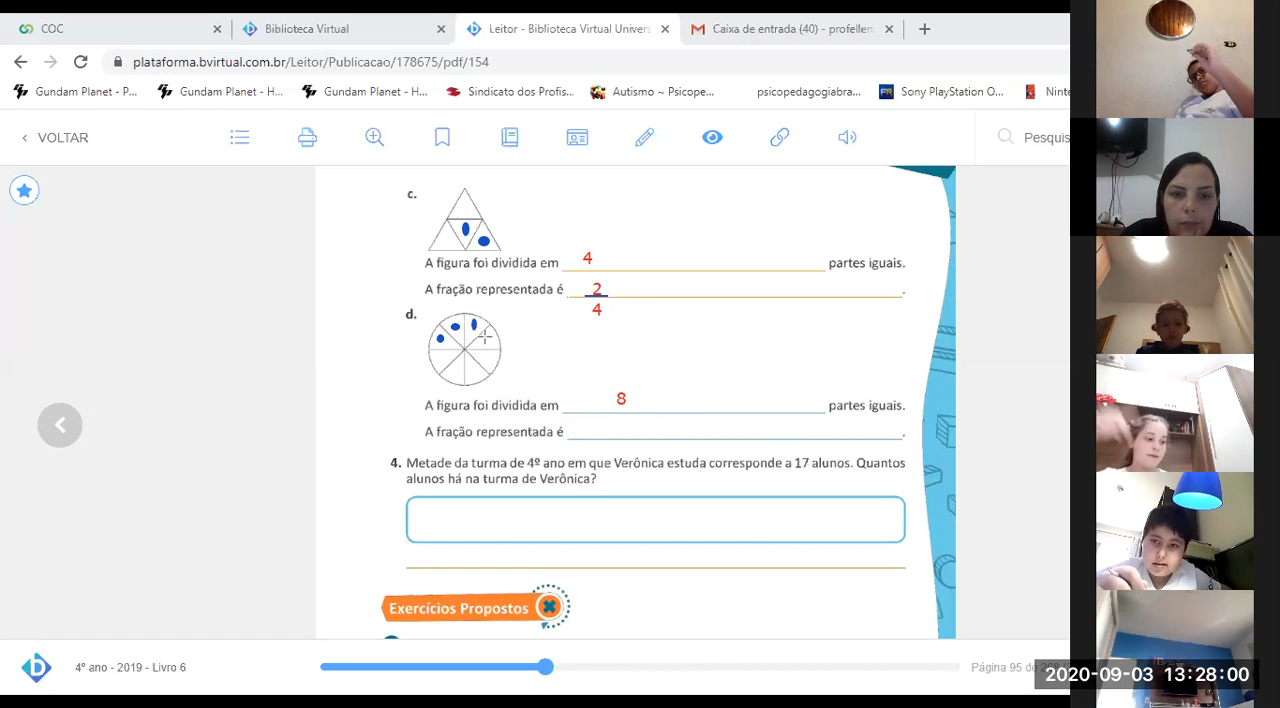 COC
Biblioteca Virtual
Leitor - Biblioteca Virtual Univers
Caixa de entrada (40) - profellen.
plataforma.bvirtual.com.br/Leitor/Publicacao/178675/pdf/154
Gundam Planet - P...
Gundam Planet - H...
Gundam Planet - H...
Sindicato dos Profis...
Autismo ~ Psicope...
psicopedagogiabra...
Sony PlayStation O...
Ninte
VOLTAR
Pesquis
c.
A figura foi dividida em 4 partes iguais.
A fração representada é 2
4
.
d.
A figura foi dividida em 8 partes iguais.
A fração representada é .
4. Metade da turma de 4º ano em que Verônica estuda corresponde a 17 alunos. Quantos
alunos há na turma de Verônica?
Exercícios Propostos
4º ano - 2019 - Livro 6
Página 95 de
2020-09-03 13:28:00